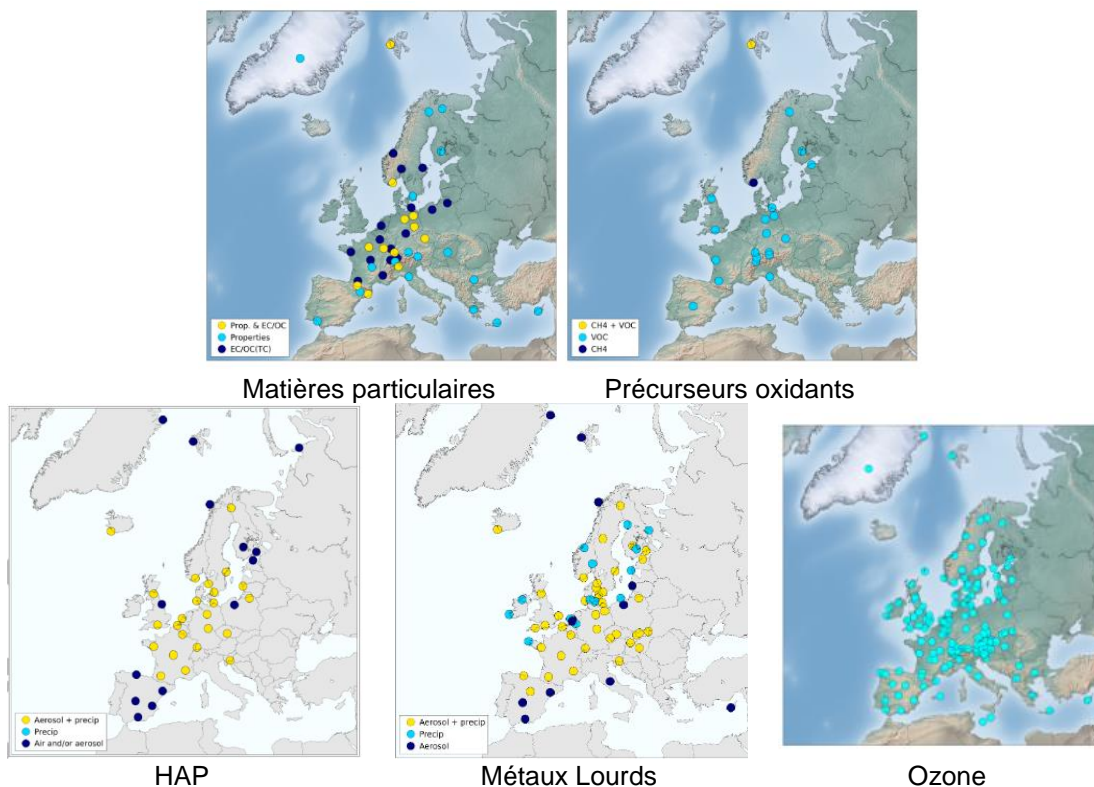 Prop. & EC/OC
Properties
EC/OC(TC)
CH4 + VOC
VOC
CH4
Matières particulaires
Précurseurs oxidants
Aerosol + precip
Precip
Air and/or aerosol
Aerosol + precip
Precip
Aerosol
HAP
Métaux Lourds
Ozone